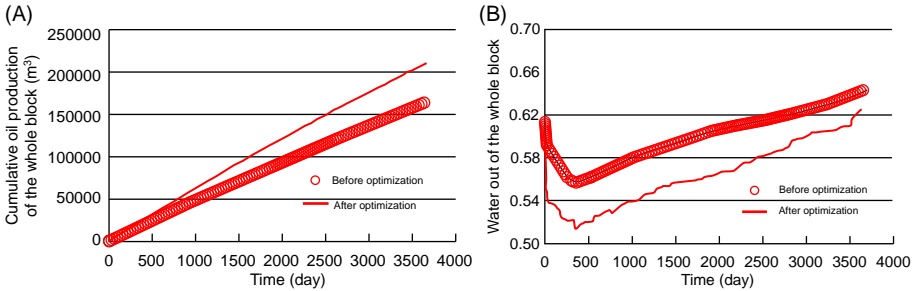 (A)
250000
200000
150000
100000
50000
0
0 500 1000 1500 2000 2500 3000 3500 4000
Cumulative oil production
of the whole block (m³)
Time (day)
Before optimization
After optimization
(B)
0.70
0.66
0.62
0.58
0.54
0.50
0 500 1000 1500 2000 2500 3000 3500 4000
Water out of the whole block
Time (day)
Before optimization
After optimization